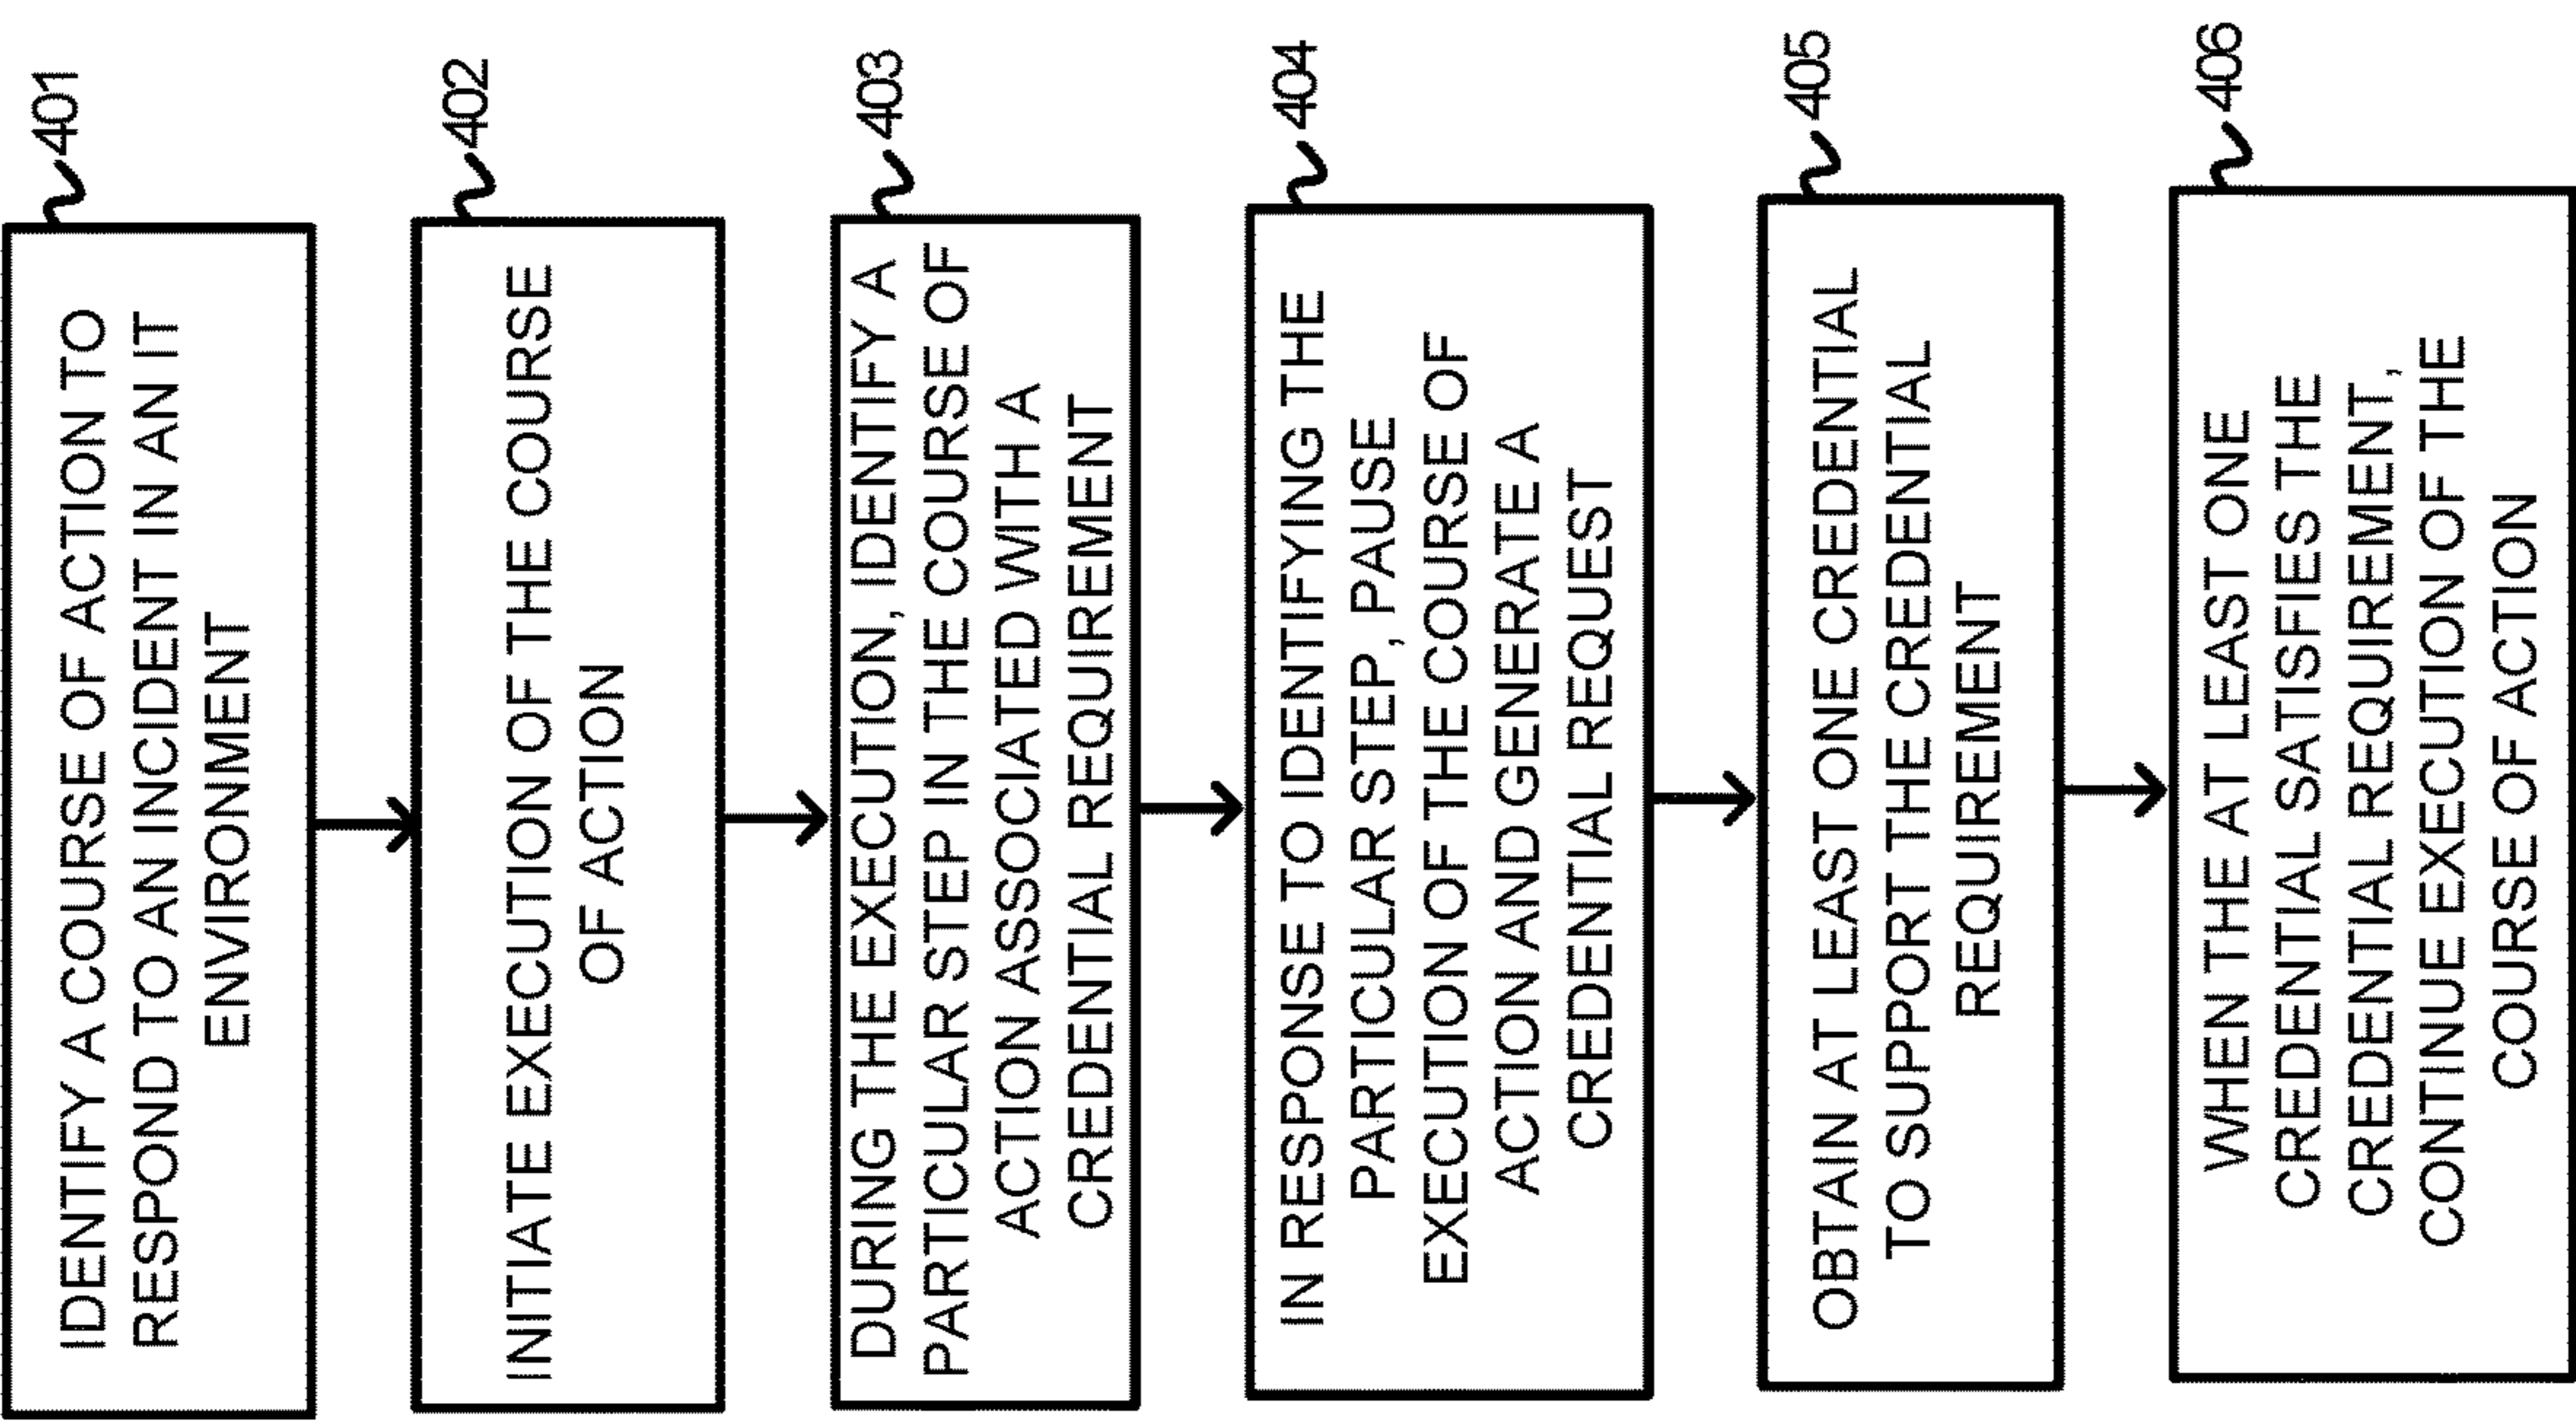 401
IDENTIFY A COURSE OF ACTION TO
RESPOND TO AN INCIDENT IN AN IT
ENVIRONMENT
402
INITIATE EXECUTION OF THE COURSE
OF ACTION
403
DURING THE EXECUTION, IDENTIFY A
PARTICULAR STEP IN THE COURSE OF
ACTION ASSOCIATED WITH A
CREDENTIAL REQUIREMENT
404
IN RESPONSE TO IDENTIFYING THE
PARTICULAR STEP, PAUSE
EXECUTION OF THE COURSE OF
ACTION AND GENERATE A
CREDENTIAL REQUEST
405
OBTAIN AT LEAST ONE CREDENTIAL
TO SUPPORT THE CREDENTIAL
REQUIREMENT
406
WHEN THE AT LEAST ONE
CREDENTIAL SATISFIES THE
CREDENTIAL REQUIREMENT,
CONTINUE EXECUTION OF THE
COURSE OF ACTION